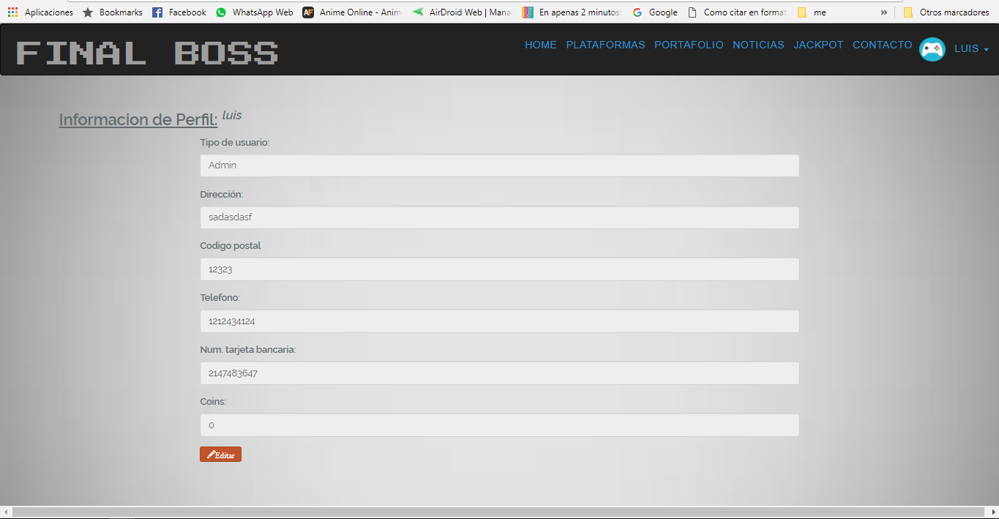 Aplicaciones Bookmarks Facebook WhatsApp Web Anime Online - Anim AirDroid Web | Mana En apenas 2 minutos: Google Como citar en format me » Otros marcadores
FINAL BOSS HOME PLATAFORMAS PORTAFOLIO NOTICIAS JACKPOT CONTACTO LUIS
Informacion de Perfil: luis
Tipo de usuario:
Admin
Dirección:
sadasdasf
Codigo postal
12323
Telefono:
1212434124
Num. tarjeta bancaria:
2147483647
Coins:
0
Editar